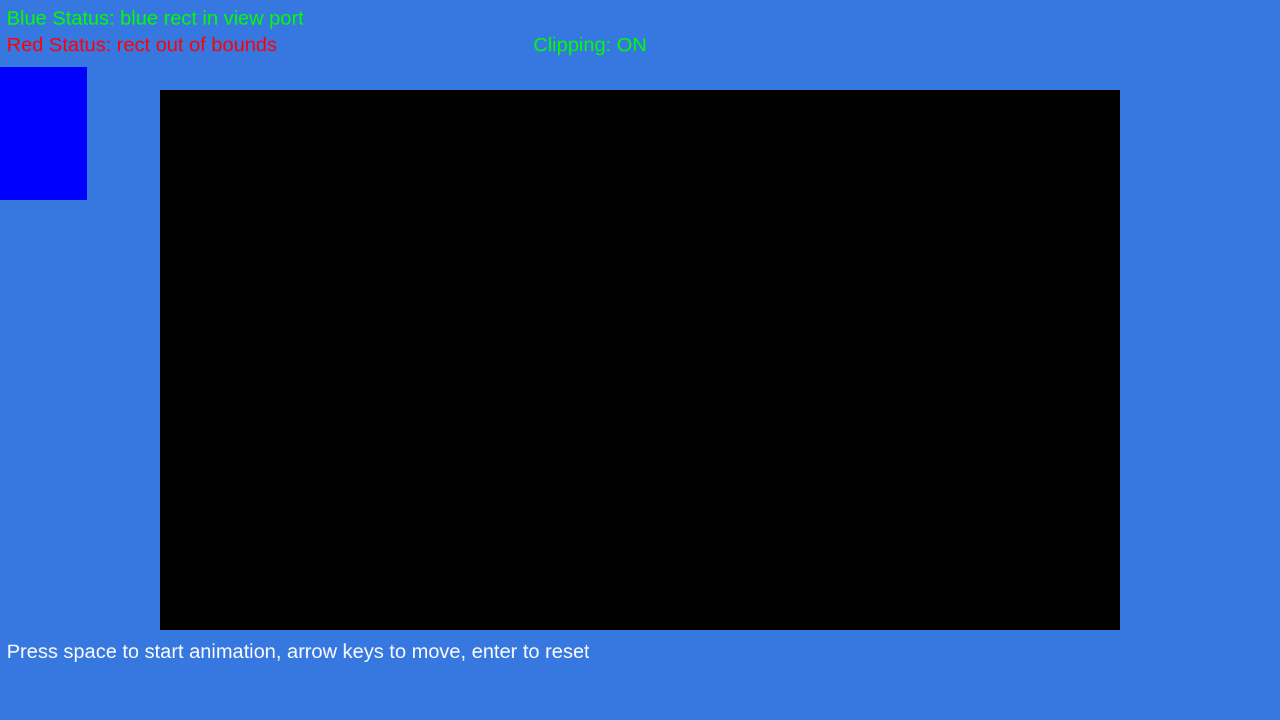 Blue Status: blue rect in view port
Red Status: rect out of bounds
Clipping: ON
Press space to start animation, arrow keys to move, enter to reset